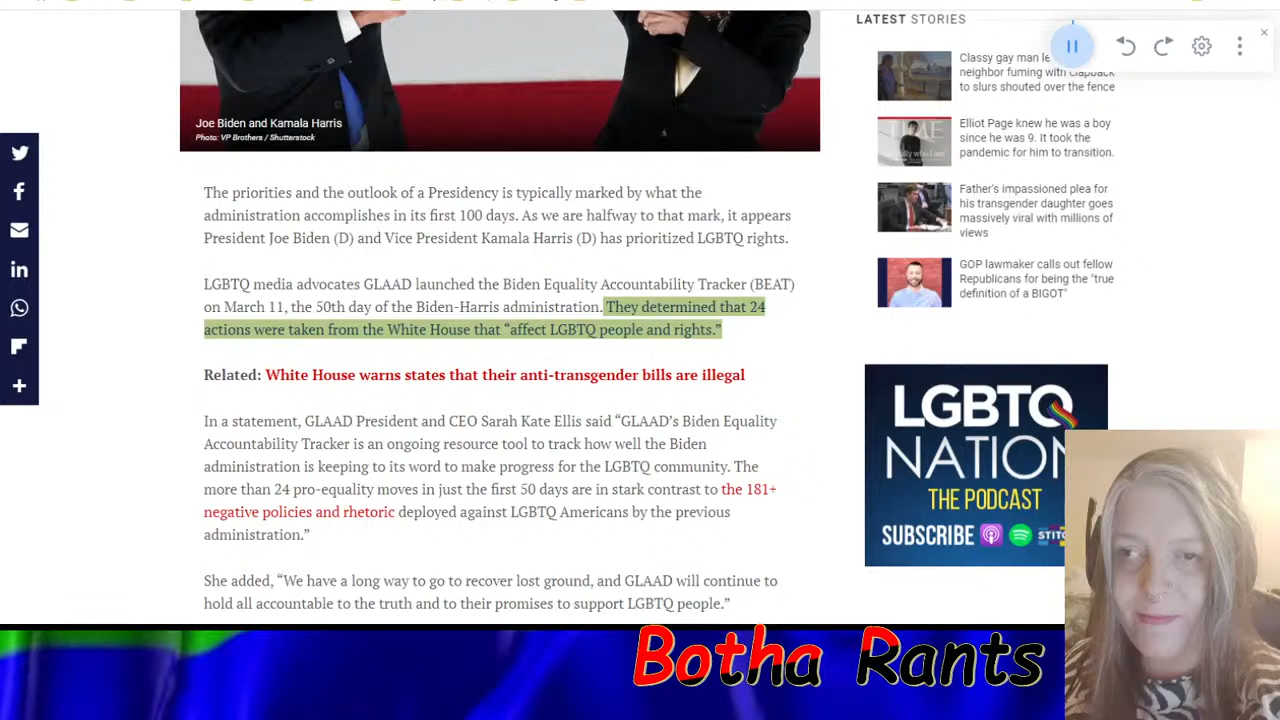 LATEST STORIES
Classy gay man
neighbor fuming with clapback
to slurs shouted over the fence
Elliot Page knew he was a boy
since he was 9. It took the
pandemic for him to transition.
Father's impassioned plea for
his transgender daughter goes
massively viral with millions of
views
GOP lawmaker calls out fellow
Republicans for being the "true
definition of a BIGOT"
Joe Biden and Kamala Harris
Photo: VP Brothers / Shutterstock
The priorities and the outlook of a Presidency is typically marked by what the
administration accomplishes in its first 100 days. As we are halfway to that mark, it appears
President Joe Biden (D) and Vice President Kamala Harris (D) has prioritized LGBTQ rights.
LGBTQ media advocates GLAAD launched the Biden Equality Accountability Tracker (BEAT)
on March 11, the 50th day of the Biden-Harris administration. They determined that 24
actions were taken from the White House that “affect LGBTQ people and rights.”
Related: White House warns states that their anti-transgender bills are illegal
In a statement, GLAAD President and CEO Sarah Kate Ellis said “GLAAD’s Biden Equality
Accountability Tracker is an ongoing resource tool to track how well the Biden
administration is keeping to its word to make progress for the LGBTQ community. The
more than 24 pro-equality moves in just the first 50 days are in stark contrast to the 181+
negative policies and rhetoric deployed against LGBTQ Americans by the previous
administration.”
She added, “We have a long way to go to recover lost ground, and GLAAD will continue to
hold all accountable to the truth and to their promises to support LGBTQ people.”
LGBTQ
NATION
THE PODCAST
SUBSCRIBE
Botha Rants